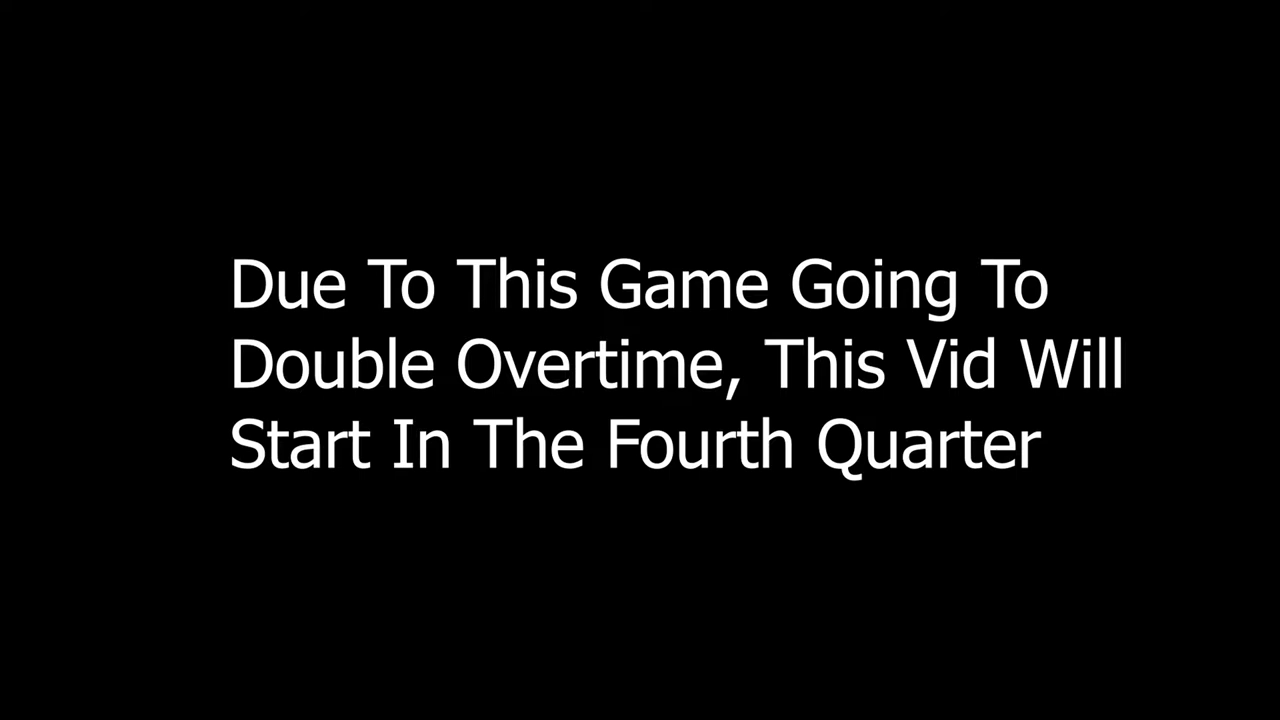 Due To This Game Going To
Double Overtime, This Vid Will
Start In The Fourth Quarter